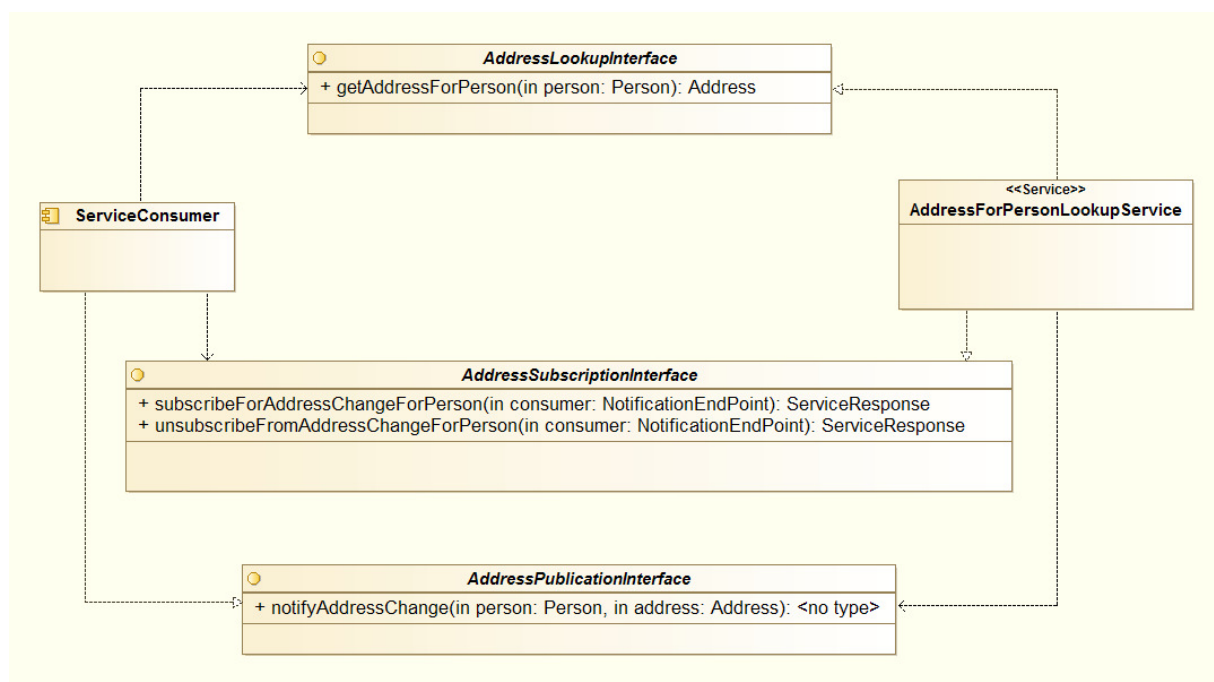 AddressLookupInterface
+ getAddressForPerson(in person: Person): Address
<<Service>>
AddressForPersonLookupService
ServiceConsumer
AddressSubscriptionInterface
+ subscribeForAddressChangeForPerson(in consumer: NotificationEndPoint): ServiceResponse
+ unsubscribeFromAddressChangeForPerson(in consumer: NotificationEndPoint): ServiceResponse
AddressPublicationInterface
+ notifyAddressChange(in person: Person, in address: Address): <no type>